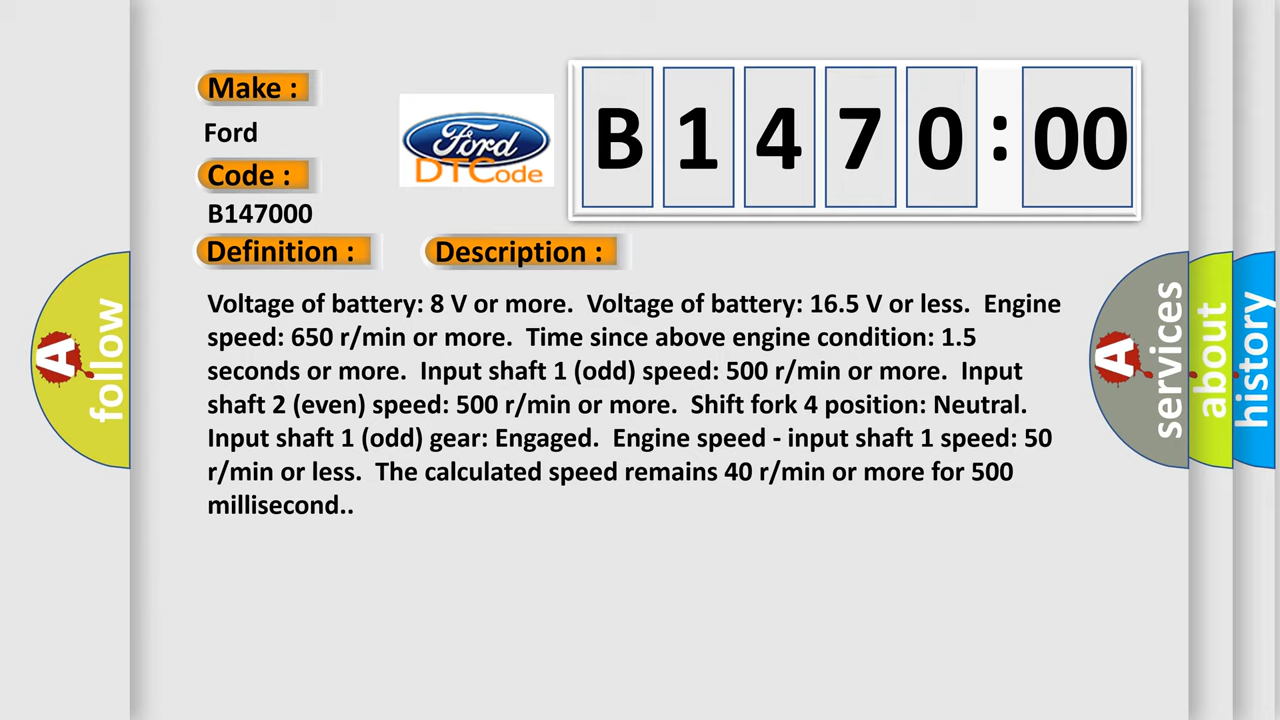 Make :
Ford
Code :
B147000
Ford
DTCode
B1470:00
Definition :
Description :
Voltage of battery: 8 V or more. Voltage of battery: 16.5 V or less. Engine
speed: 650 r/min or more. Time since above engine condition: 1.5
seconds or more. Input shaft 1 (odd) speed: 500 r/min or more. Input
shaft 2 (even) speed: 500 r/min or more. Shift fork 4 position: Neutral.
Input shaft 1 (odd) gear: Engaged. Engine speed - input shaft 1 speed: 50
r/min or less. The calculated speed remains 40 r/min or more for 500
millisecond..
A
follow
A
services
about
history